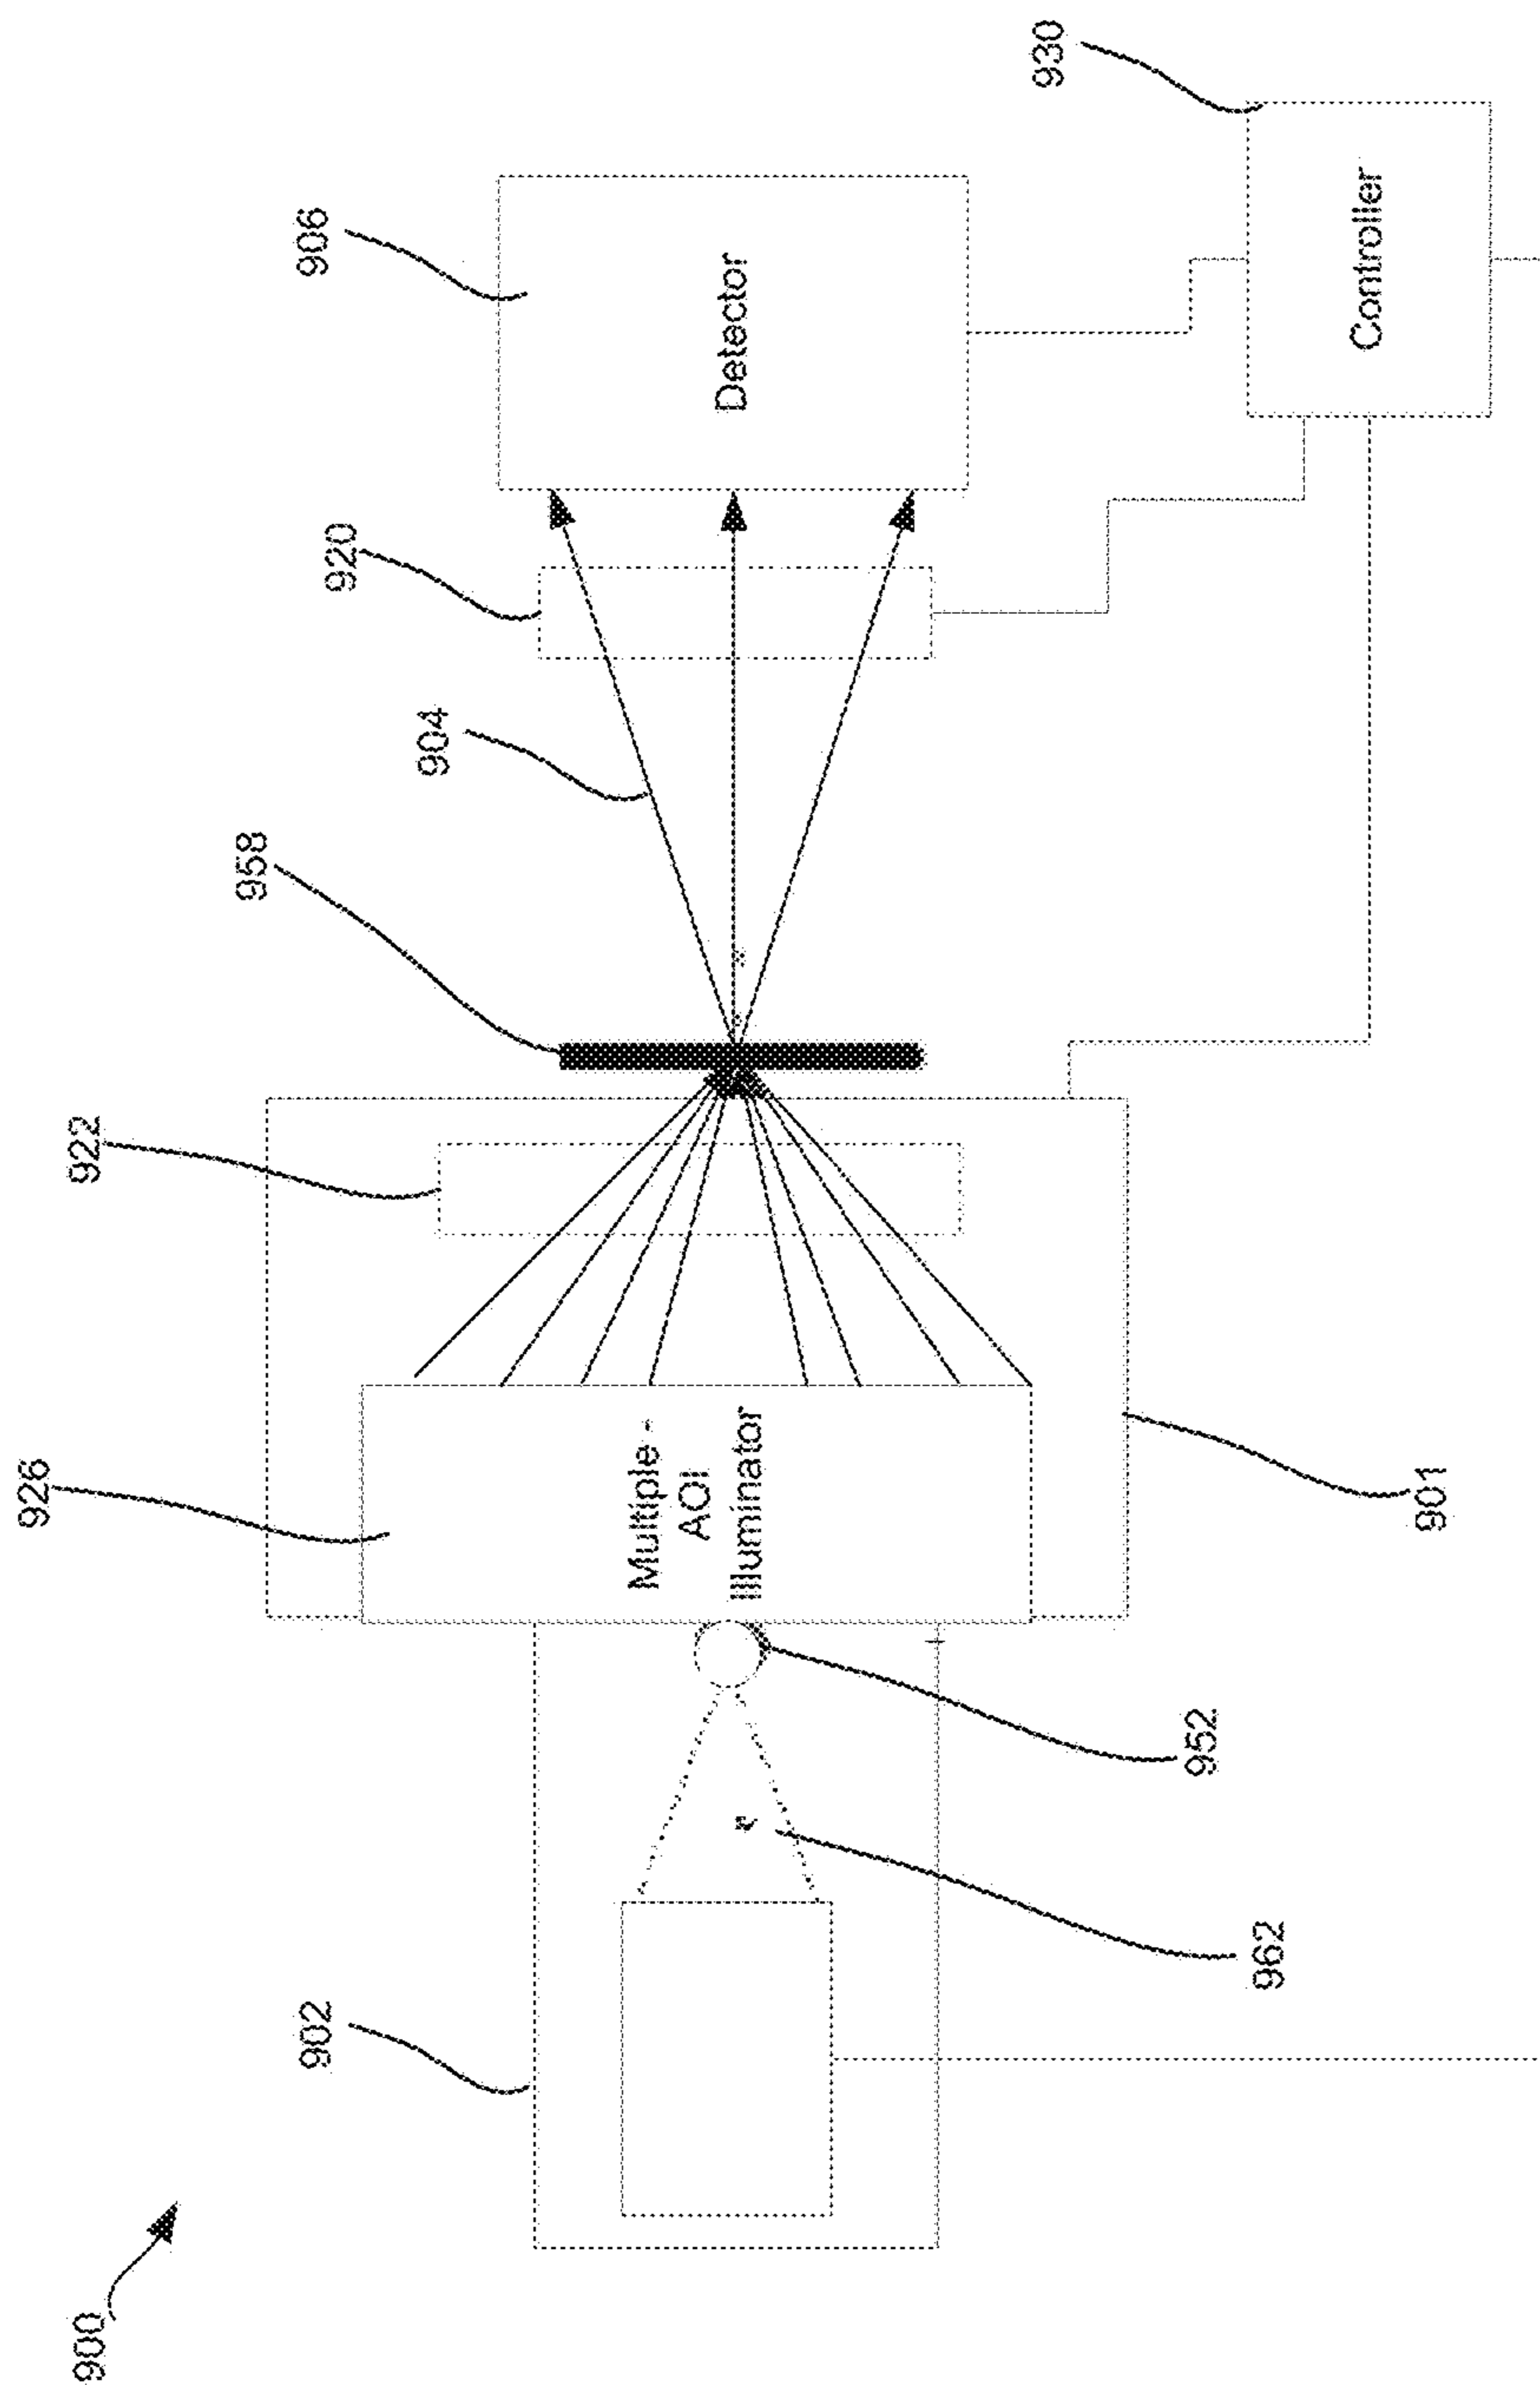 900
902
962
952
926
Multiple -
AOI
Illuminator
901
922
958
904
920
906
Detector
930
Controller